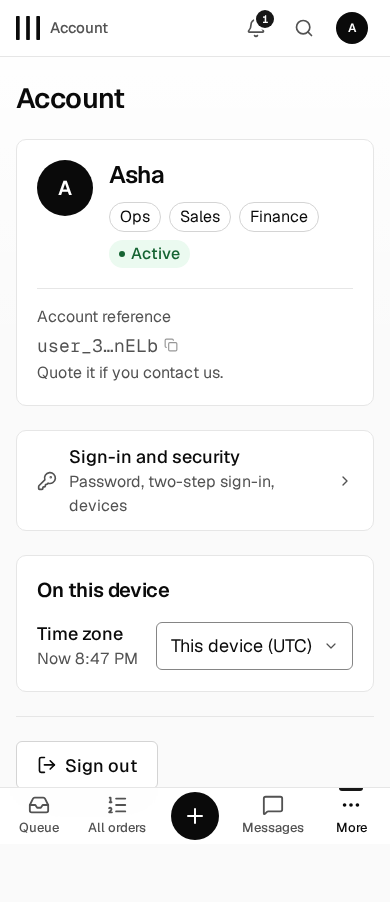 Account
1
A
Account
A
Asha
Ops
Sales
Finance
Active
Account reference
user_3…nELb
Quote it if you contact us.
Sign-in and security
Password, two-step sign-in,
devices
On this device
Time zone
Now 8:47 PM
This device (UTC)
Sign out
Queue
All orders
Messages
More